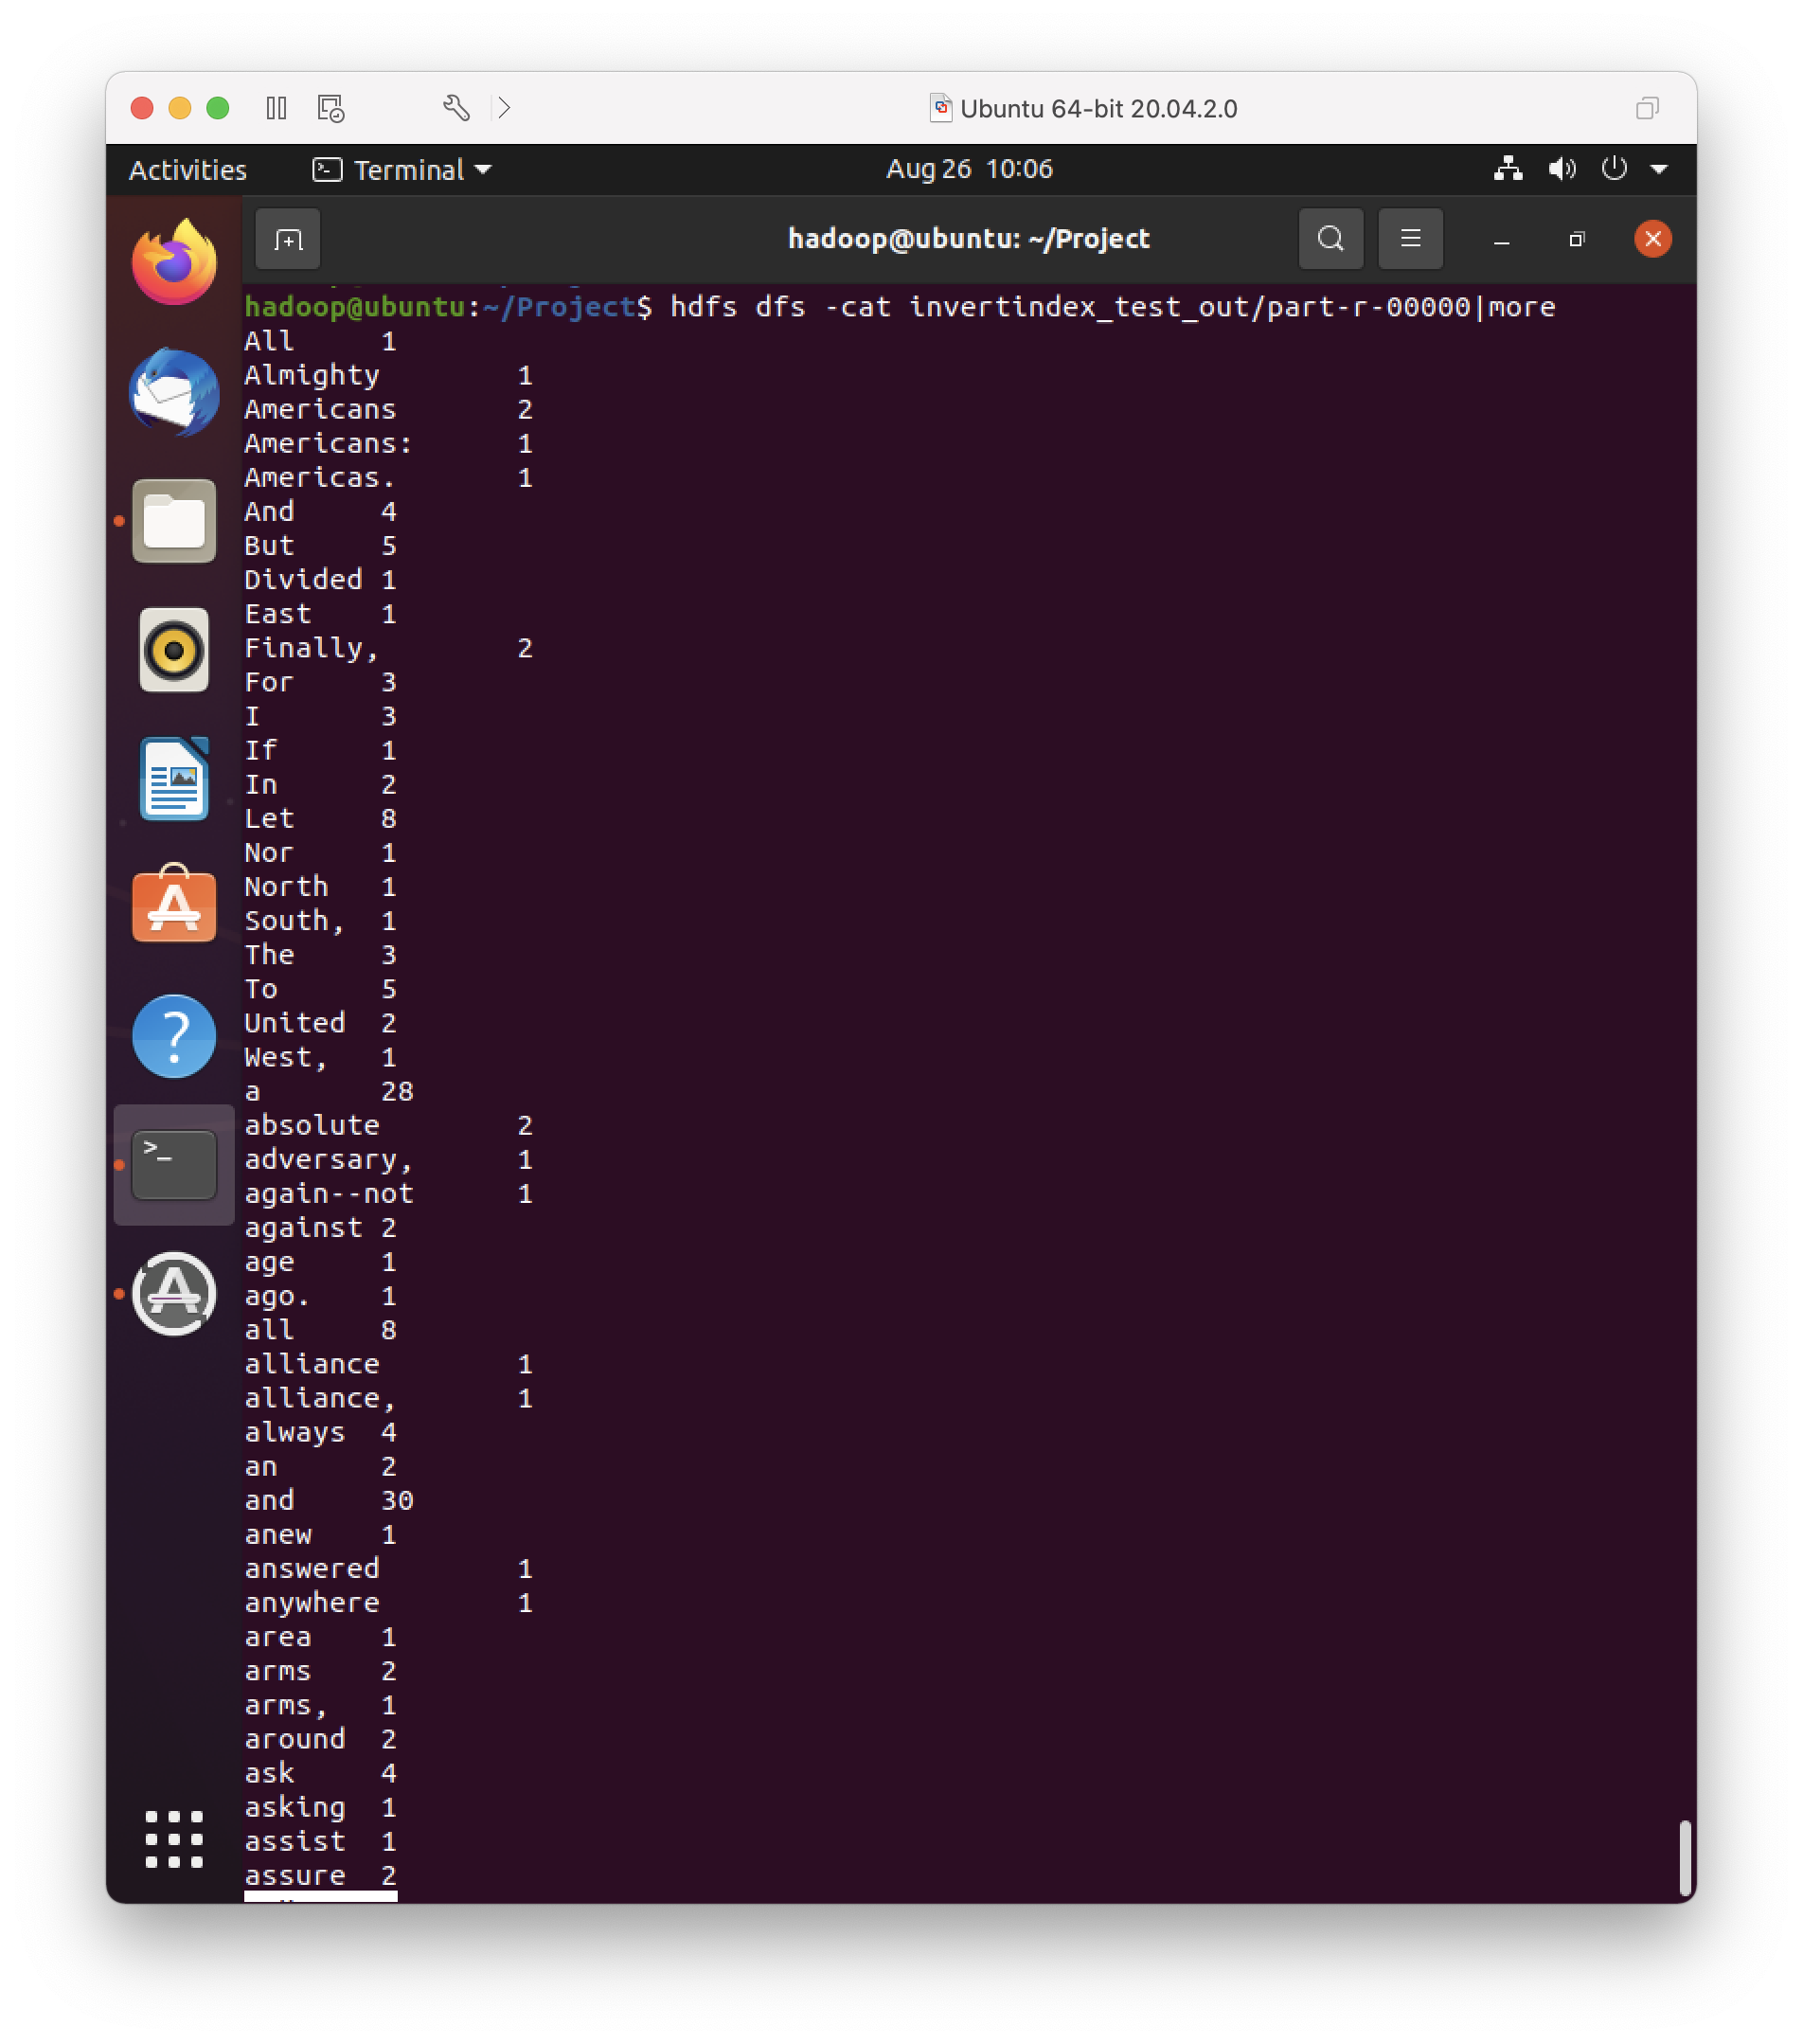 Ubuntu 64-bit 20.04.2.0
Activities Terminal Aug 26 10:06
hadoop@ubuntu: ~/Project
hadoop@ubuntu:~/Project$ hdfs dfs -cat invertindex_test_out/part-r-00000|more
All 1
Almighty 1
Americans 2
Americans: 1
Americas. 1
And 4
But 5
Divided 1
East 1
Finally, 2
For 3
I 3
If 1
In 2
Let 8
Nor 1
North 1
South, 1
The 3
To 5
United 2
West, 1
a 28
absolute 2
adversary, 1
again--not 1
against 2
age 1
ago. 1
all 8
alliance 1
alliance, 1
always 4
an 2
and 30
anew 1
answered 1
anywhere 1
area 1
arms 2
arms, 1
around 2
ask 4
asking 1
assist 1
assure 2